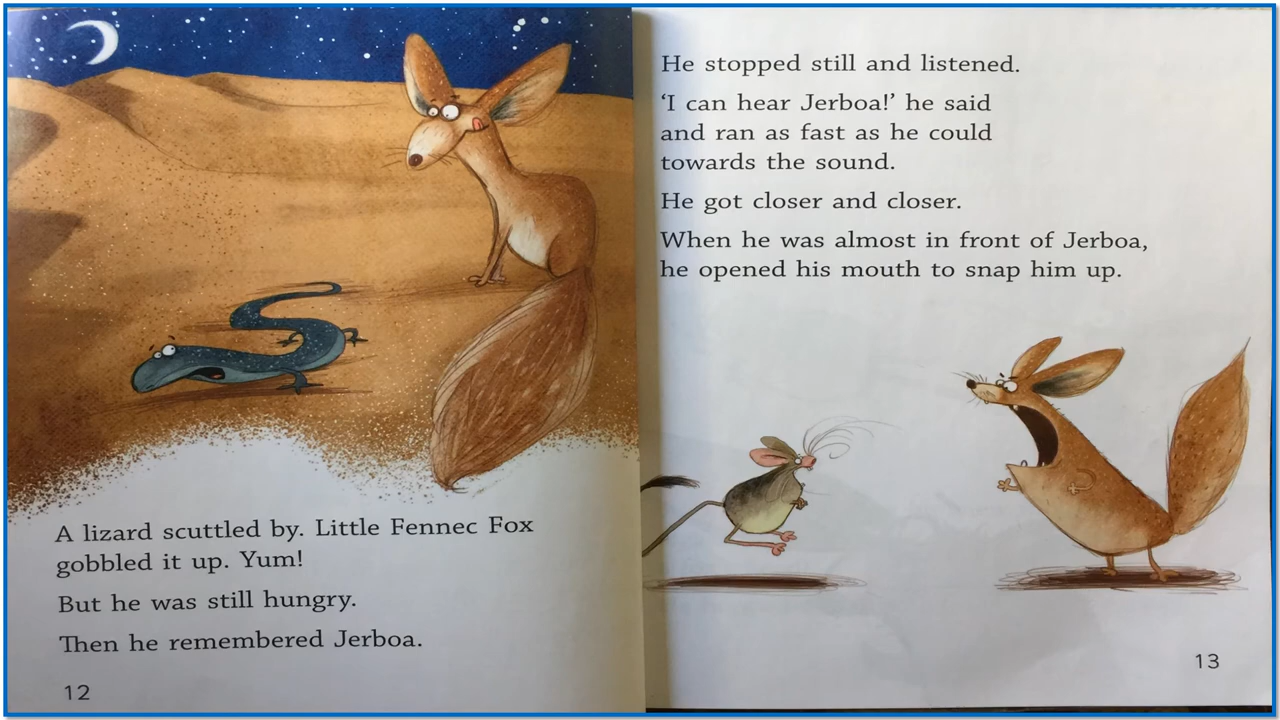 A lizard scuttled by. Little Fennec Fox
gobbled it up. Yum!
But he was still hungry.
Then he remembered Jerboa.
12
He stopped still and listened.
‘I can hear Jerboa!’ he said
and ran as fast as he could
towards the sound.
He got closer and closer.
When he was almost in front of Jerboa,
he opened his mouth to snap him up.
13